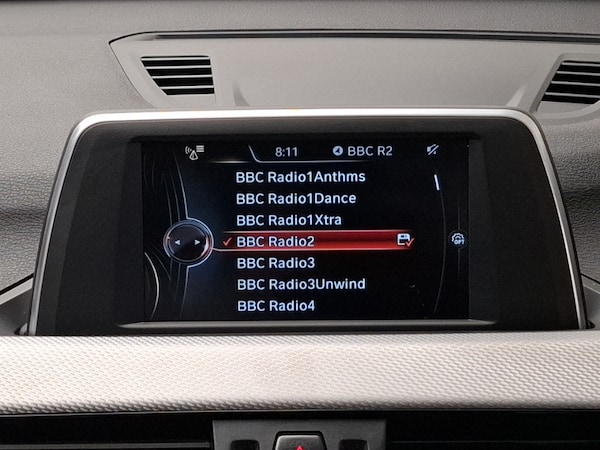 8:11 BBC R2
BBC Radio1Anthms
BBC Radio1Dance
BBC Radio1Xtra
BBC Radio2
BBC Radio3
BBC Radio3Unwind
BBC Radio4